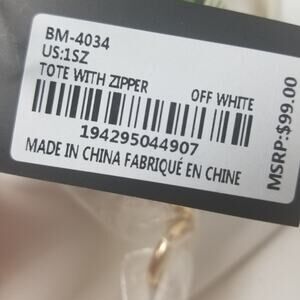 BM-4034
US:1SZ
TOTE WITH ZIPPER OFF WHITE
194295044907
MADE IN CHINA FABRIQUÉ EN CHINE
MSRP:$99.00